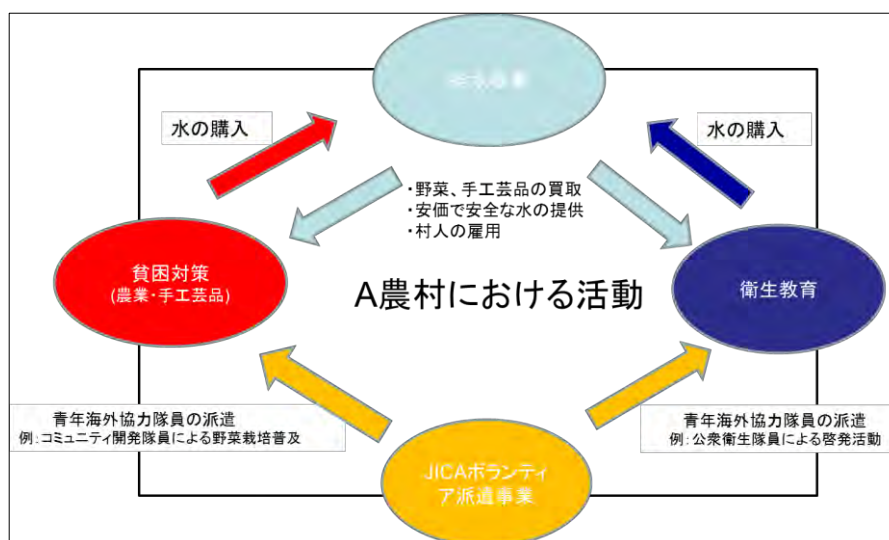 水の購入
水の購入
・野菜、手工芸品の買取
・安価で安全な水の提供
・村人の雇用
貧困対策
(農業・手工芸品)
A農村における活動
衛生教育
青年海外協力隊員の派遣
例:コミュニティ開発隊員による野菜栽培普及
青年海外協力隊員の派遣
例:公衆衛生隊員による啓発活動
JICAボランティ
ア派遣事業